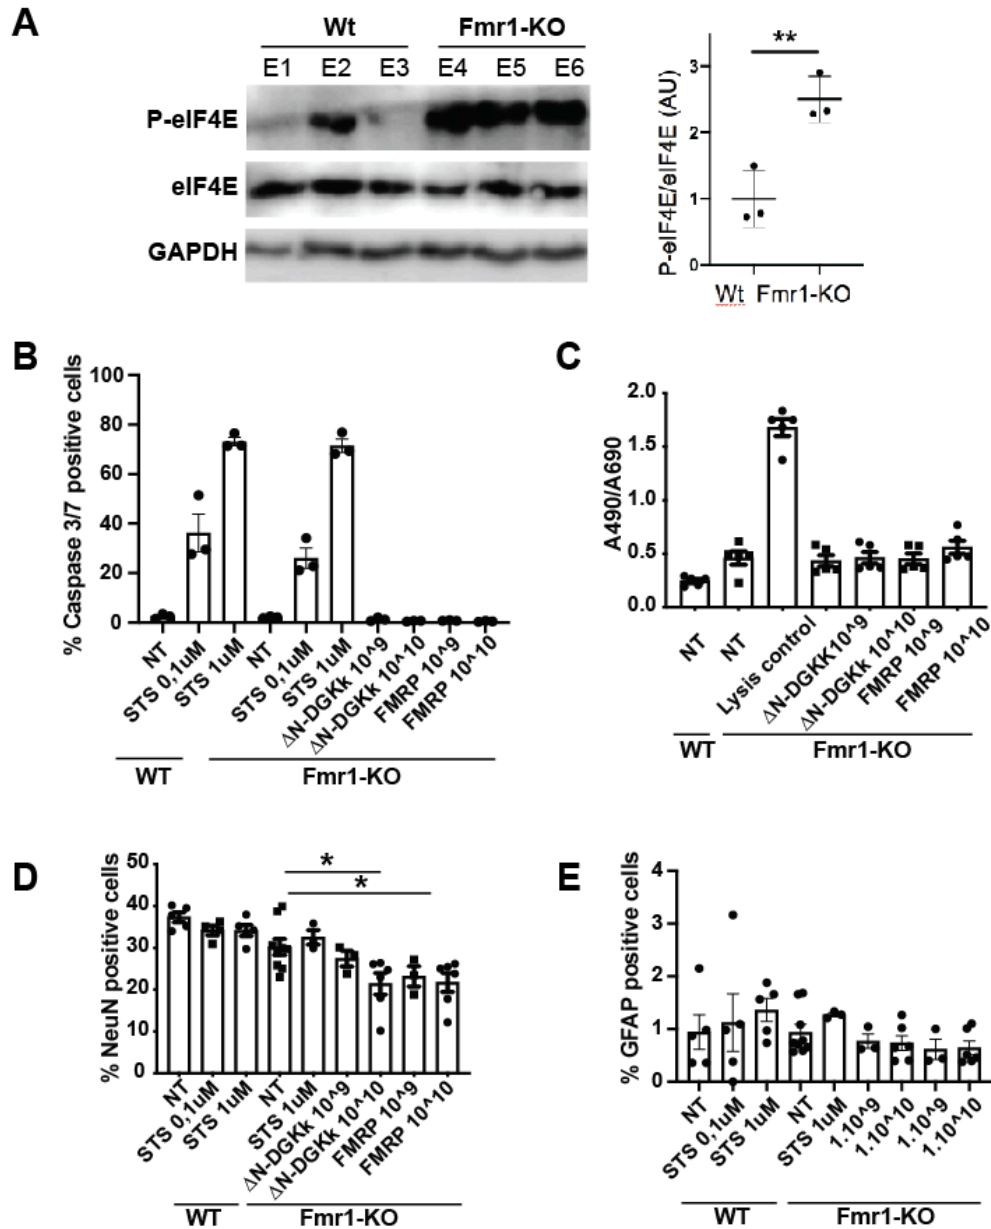 A
Wt Fmr1-KO
E1 E2 E3 E4 E5 E6
P-eIF4E
eIF4E
GAPDH
**
P-eIF4E/eIF4E (AU)
3
2
1
0
Wt Fmr1-KO
B
% Caspase 3/7 positive cells
100
80
60
40
20
0
NT
STS 0,1uM
STS 1uM
NT
STS 0,1uM
STS 1uM
ΔN-DGKk 10^9
ΔN-DGKk 10^10
FMRP 10^9
FMRP 10^10
WT Fmr1-KO
C
A490/A690
2.0
1.5
1.0
0.5
0.0
NT
NT
Lysis control
ΔN-DGKK10^9
ΔN-DGKk 10^10
FMRP 10^9
FMRP 10^10
WT Fmr1-KO
D
% NeuN positive cells
50
40
30
20
10
0
*
*
NT
STS 0,1uM
STS 1uM
NT
STS 1uM
ΔN-DGKk 10^9
ΔN-DGKk 10^10
FMRP 10^9
FMRP 10^10
WT Fmr1-KO
E
% GFAP positive cells
4
3
2
1
0
NT
STS 0,1uM
STS 1uM
NT
STS 1uM
1.10^9
1.10^10
1.10^9
1.10^10
WT Fmr1-KO